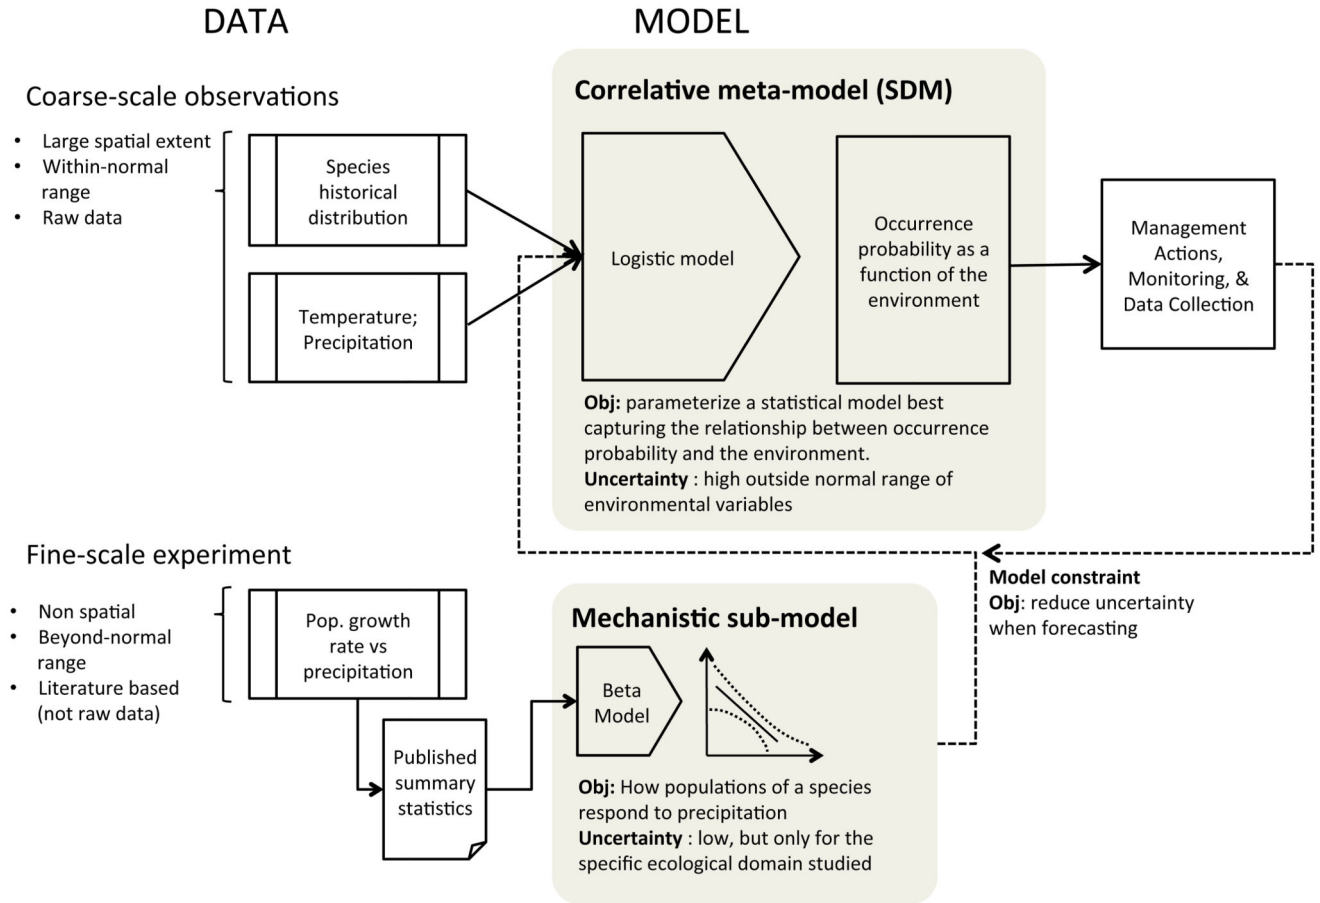 DATA
MODEL
Coarse-scale observations
• Large spatial extent
• Within-normal
range
• Raw data
Species
historical
distribution
Temperature;
Precipitation
Correlative meta-model (SDM)
Logistic model
Occurrence
probability as a
function of the
environment
Obj: parameterize a statistical model best
capturing the relationship between occurrence
probability and the environment.
Uncertainty : high outside normal range of
environmental variables
Management
Actions,
Monitoring, &
Data Collection
Model constraint
Obj: reduce uncertainty
when forecasting
Fine-scale experiment
• Non spatial
• Beyond-normal
range
• Literature based
(not raw data)
Pop. growth
rate vs
precipitation
Published
summary
statistics
Mechanistic sub-model
Beta
Model
Obj: How populations of a species
respond to precipitation
Uncertainty : low, but only for the
specific ecological domain studied